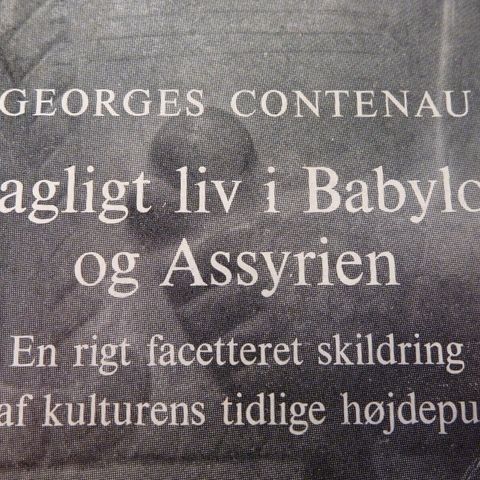 GEORGES CONTENAU
agligt liv i Babylo
og Assyrien
En rigt facetteret skildring
af kulturens tidlige højdepu